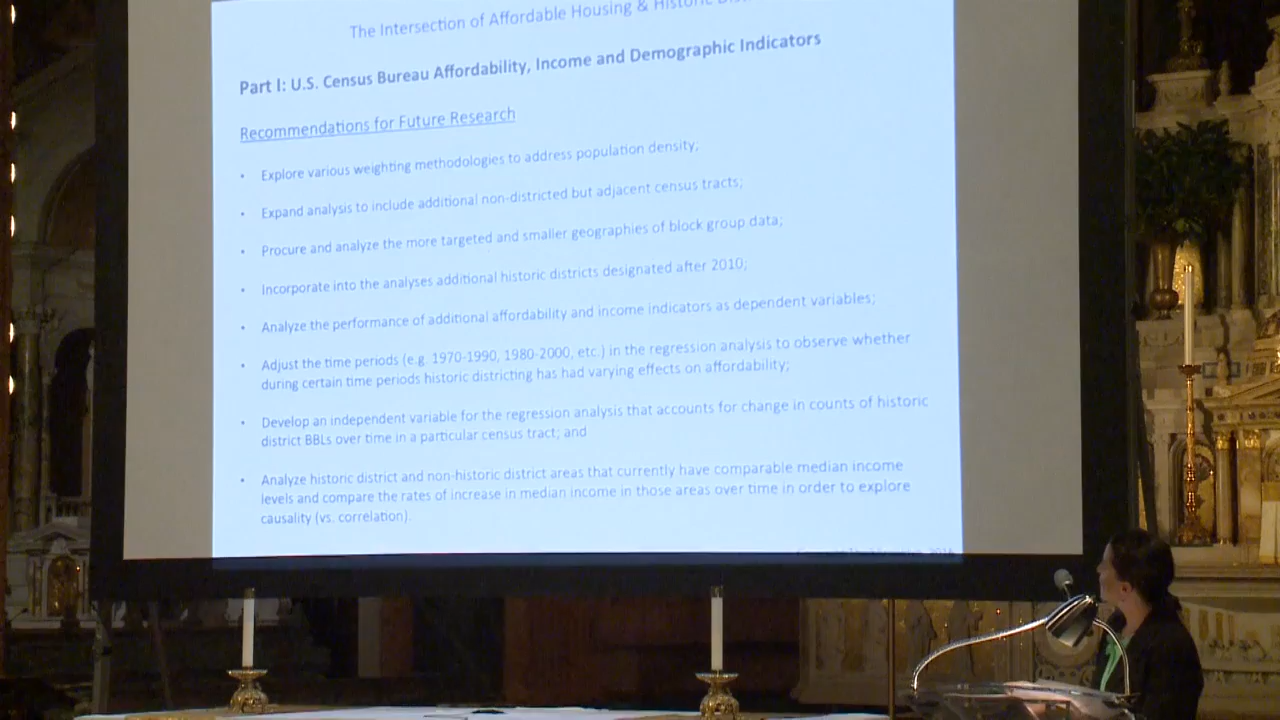 The Intersection of Affordable Housing & Historic
Part I: U.S. Census Bureau Affordability, Income and Demographic Indicators
Recommendations for Future Research
• Explore various weighting methodologies to address population density;
• Expand analysis to include additional non-districted but adjacent census tracts;
• Procure and analyze the more targeted and smaller geographies of block group data;
• Incorporate into the analyses additional historic districts designated after 2010;
• Analyze the performance of additional affordability and income indicators as dependent variables;
• Adjust the time periods (e.g. 1970-1990, 1980-2000, etc.) in the regression analysis to observe whether
during certain time periods historic districting has had varying effects on affordability;
• Develop an independent variable for the regression analysis that accounts for change in counts of historic
district BBLs over time in a particular census tract; and
• Analyze historic district and non-historic district areas that currently have comparable median income
levels and compare the rates of increase in median income in those areas over time in order to explore
causality (vs. correlation).